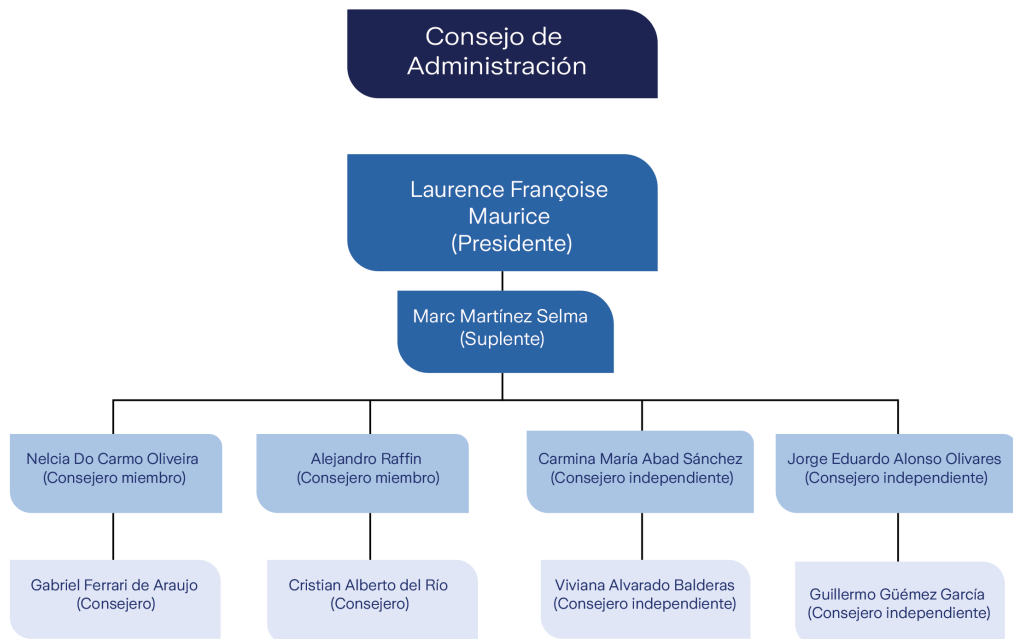 Consejo de
Administración
Laurence Françoise
Maurice
(Presidente)
Marc Martínez Selma
(Suplente)
Nelcia Do Carmo Oliveira
(Consejero miembro)
Alejandro Raffin
(Consejero miembro)
Carmina María Abad Sánchez
(Consejero independiente)
Jorge Eduardo Alonso Olivares
(Consejero independiente)
Gabriel Ferrari de Araujo
(Consejero)
Cristian Alberto del Río
(Consejero)
Viviana Alvarado Balderas
(Consejero independiente)
Guillermo Güémez García
(Consejero independiente)